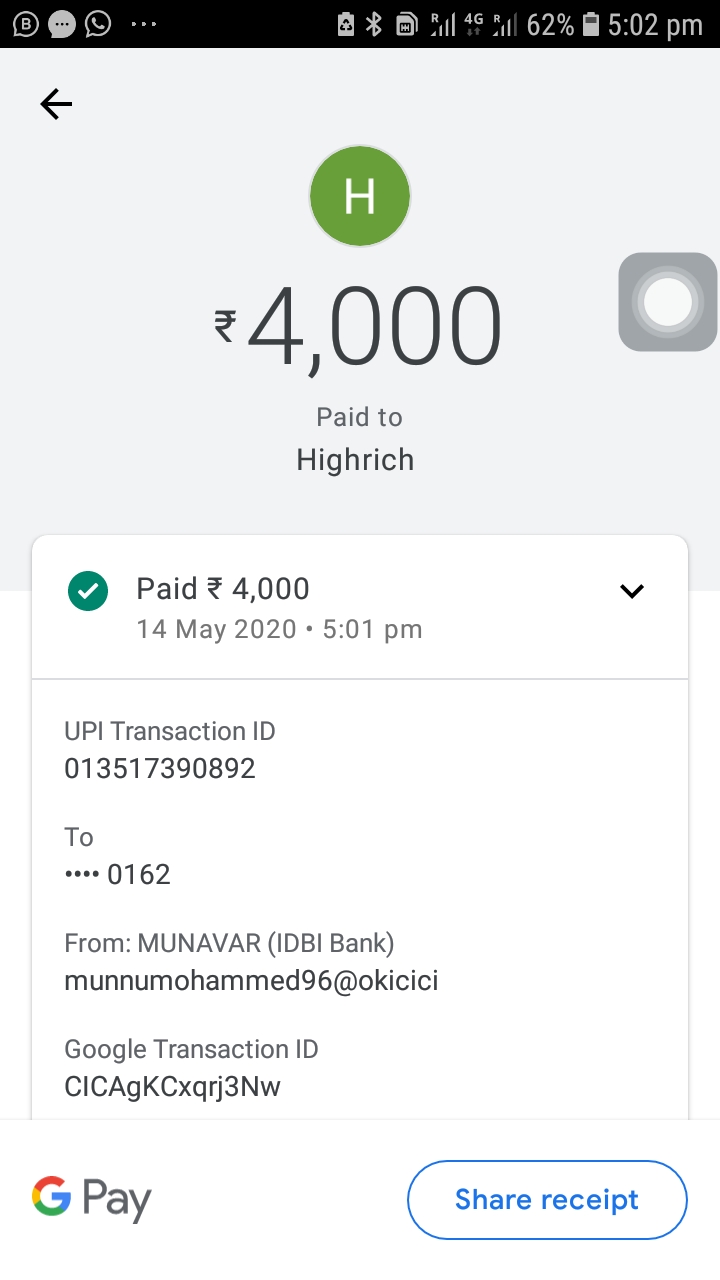 B R 4G R 62% 5:02 pm
H
₹4,000
Paid to
Highrich
Paid ₹ 4,000
14 May 2020 • 5:01 pm
UPI Transaction ID
013517390892
To
•••• 0162
From: MUNAVAR (IDBI Bank)
munnumohammed96@okicici
Google Transaction ID
CICAgKCxqrj3Nw
G Pay
Share receipt